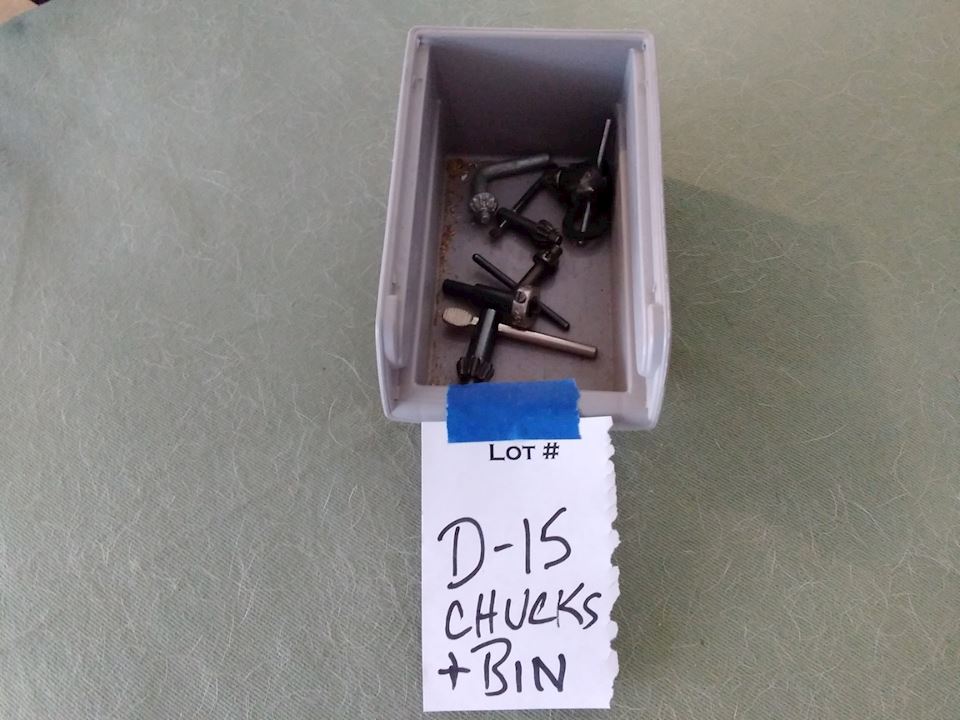 LOT #
D-15
CHUCKS
+ BIN